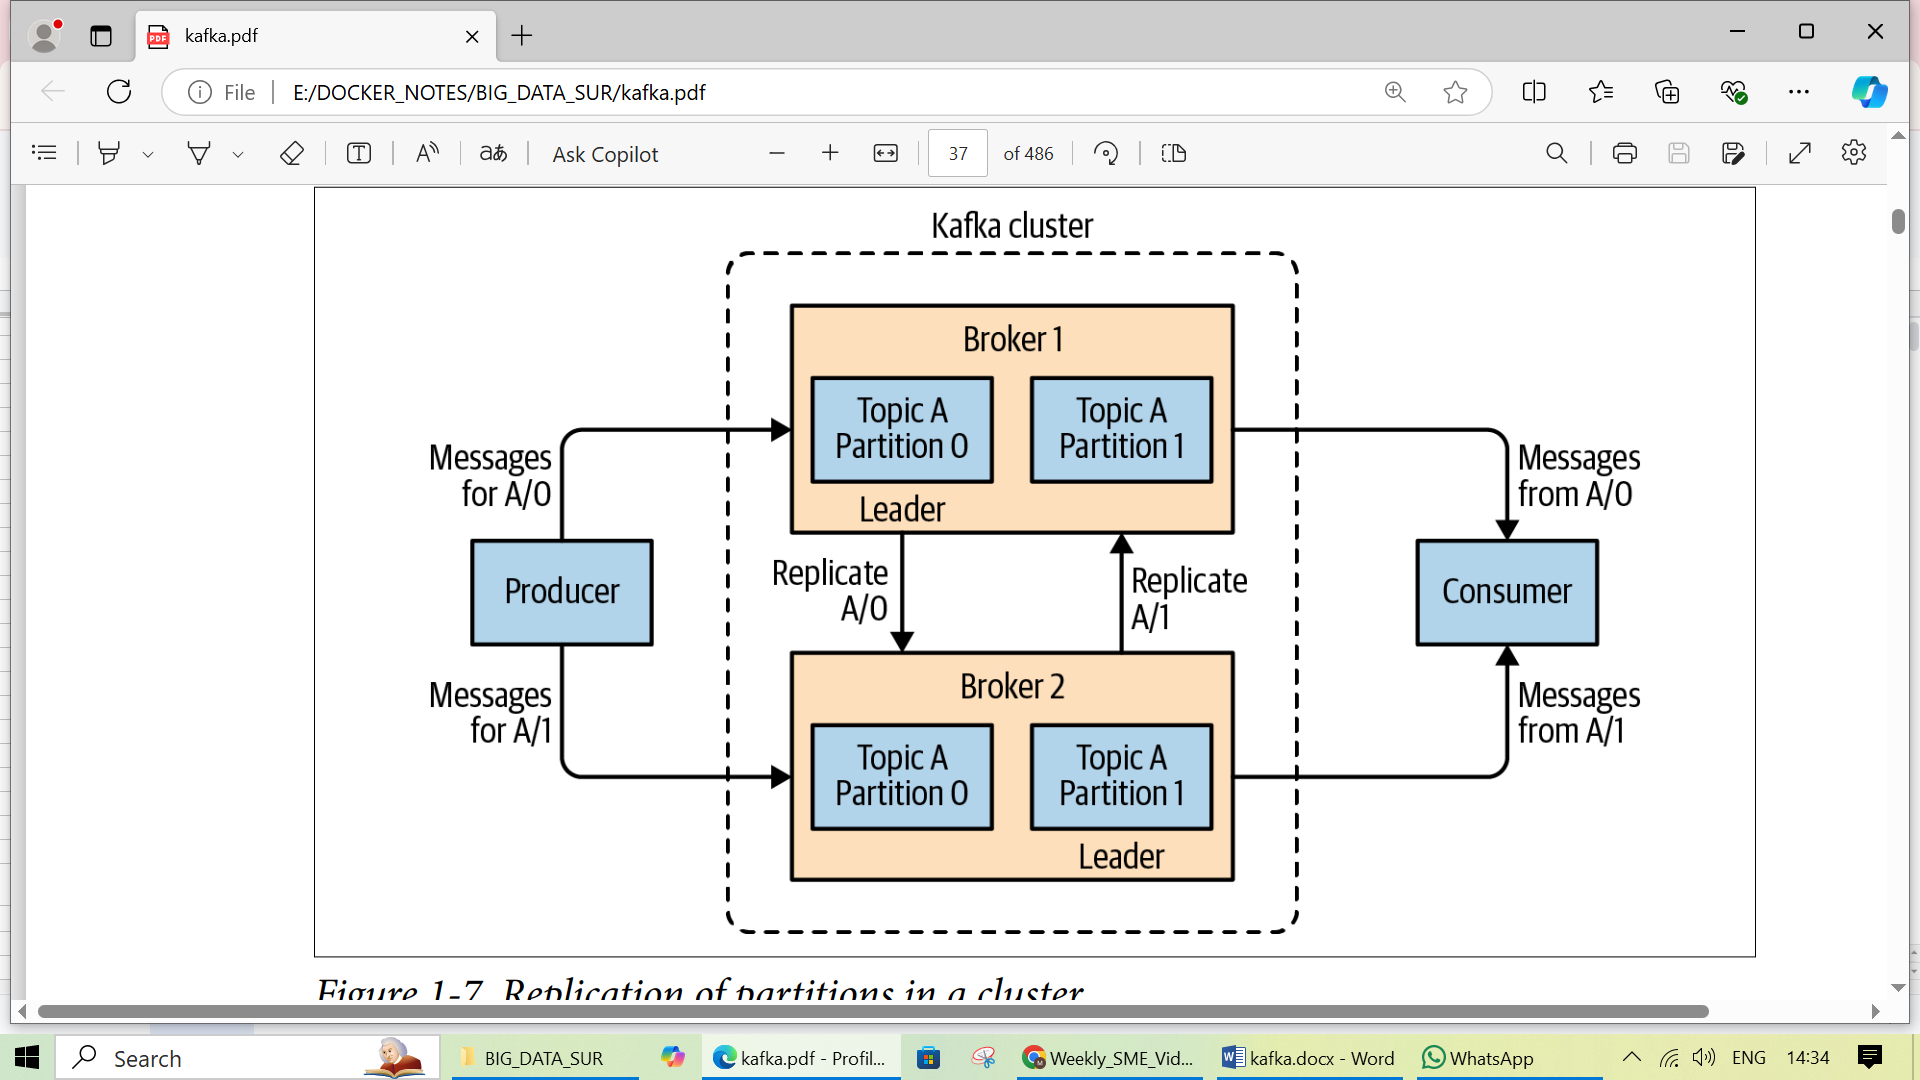 kafka.pdf
File
E:/DOCKER_NOTES/BIG_DATA_SUR/kafka.pdf
Ask Copilot
37
of 486
Kafka cluster
Broker 1
Topic A
Partition 0
Topic A
Partition 1
Leader
Messages
for A/0
Messages
from A/0
Producer
Replicate
A/0
Replicate
A/1
Consumer
Messages
for A/1
Messages
from A/1
Broker 2
Topic A
Partition 0
Topic A
Partition 1
Leader
Figure 1-7. Replication of partitions in a cluster
Search
BIG_DATA_SUR
kafka.pdf - Profil...
Weekly_SME_Vid...
kafka.docx - Word
WhatsApp
ENG
14:34